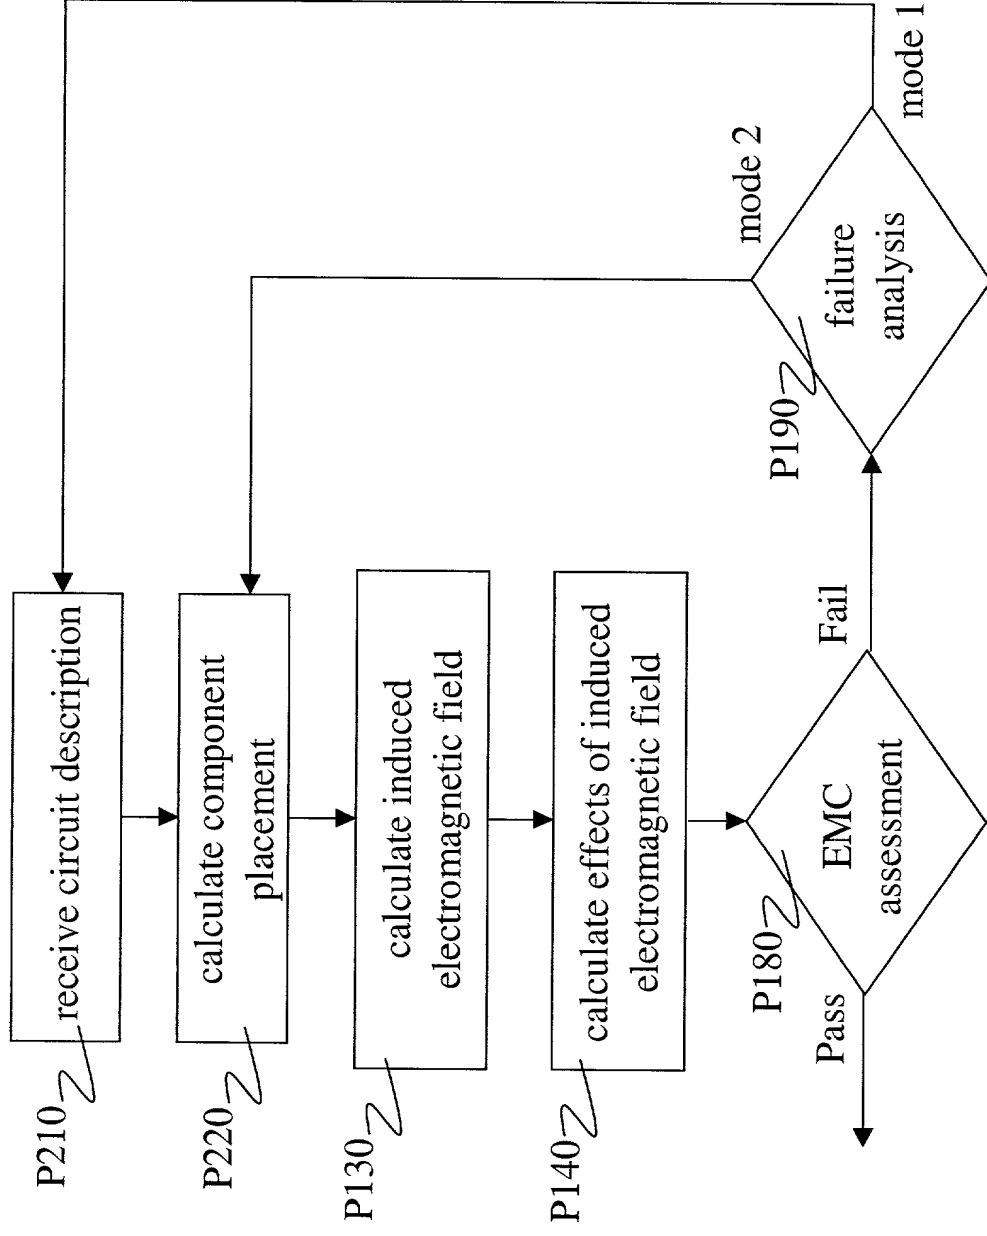 P210
receive circuit description
P220
calculate component
placement
P130
calculate induced
electromagnetic field
P140
calculate effects of induced
electromagnetic field
P180
EMC
assessment
Pass
Fail
P190
failure
analysis
mode 2
mode 1